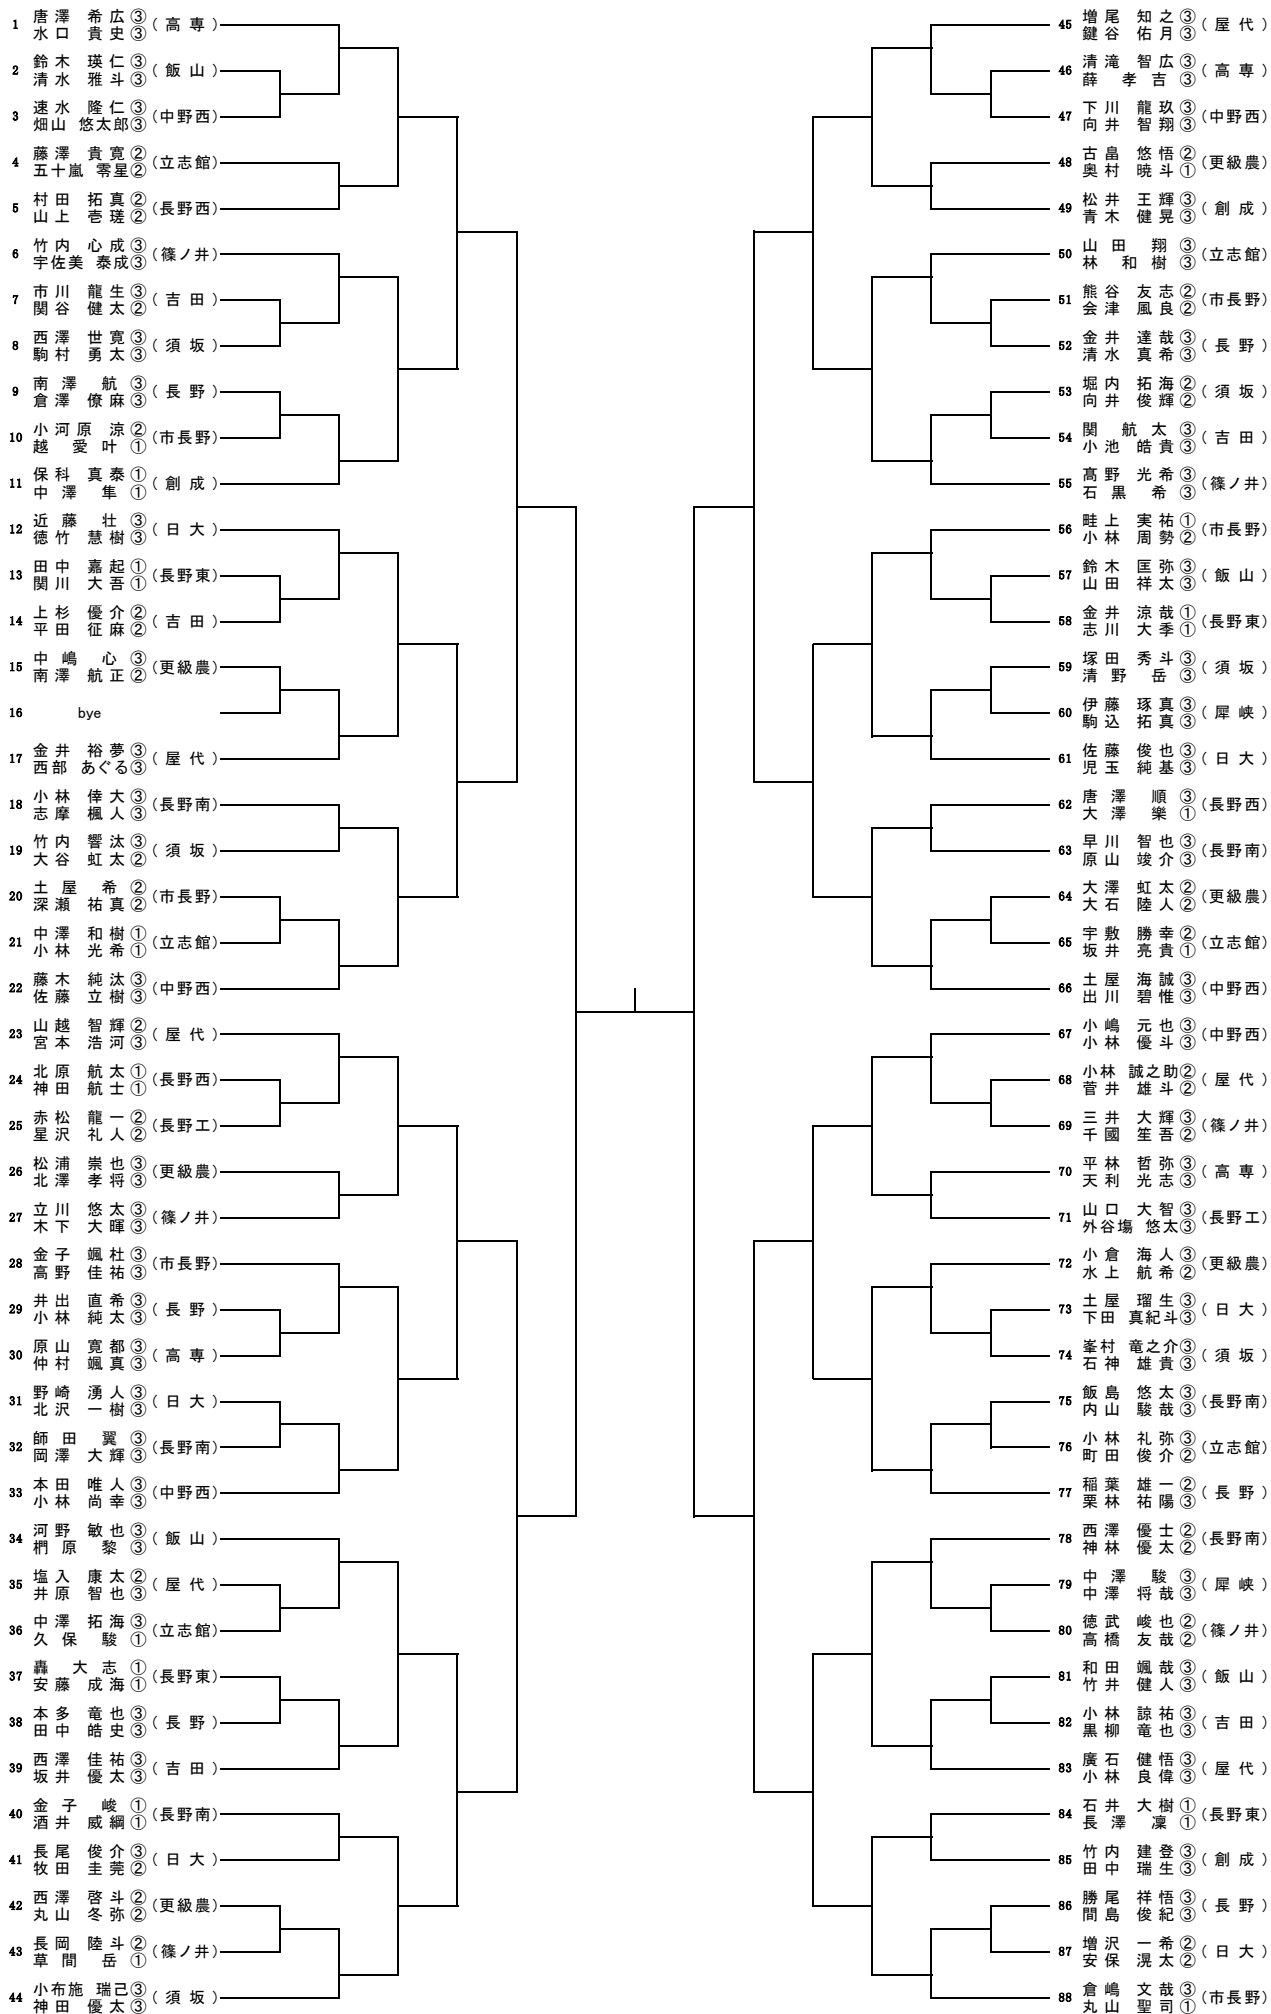 1 唐澤 希広③ (高専)
水口 貴史③
2 鈴木 瑛仁③ (飯山)
清水 雅斗③
3 速水 隆仁③ (中野西)
畑山 悠太郎③
4 藤澤 貴寛② (立志館)
五十嵐 零星②
5 村田 拓真② (長野西)
山上 壱瑳②
6 竹内 心成③ (篠ノ井)
宇佐美 泰成③
7 市川 龍生③ (吉田)
関谷 健太②
8 西澤 世寛③ (須坂)
駒村 勇太③
9 南澤 航③ (長野)
倉澤 僚麻③
10 小河原 涼② (市長野)
越 愛叶①
11 保科 真泰① (創成)
中澤 隼①
12 近藤 壮③ (日大)
徳竹 慧樹③
13 田中 嘉起① (長野東)
関川 大吾①
14 上杉 優介② (吉田)
平田 征麻②
15 中嶋 心③ (更級農)
南澤 航正②
16 bye
17 金井 裕夢③ (屋代)
西部 あぐる③
18 小林 倖大③ (長野南)
志摩 楓人③
19 竹内 響汰③ (須坂)
大谷 虹太②
20 土屋 希② (市長野)
深瀬 祐真②
21 中澤 和樹① (立志館)
小林 光希①
22 藤木 純汰③ (中野西)
佐藤 立樹③
23 山越 智輝② (屋代)
宮本 浩河③
24 北原 航太① (長野西)
神田 航士①
25 赤松 龍一② (長野工)
星沢 礼人②
26 松浦 崇也③ (更級農)
北澤 孝将③
27 立川 悠太③ (篠ノ井)
木下 大暉③
28 金子 颯杜③ (市長野)
高野 佳祐③
29 井出 直希③ (長野)
小林 純太③
30 原山 寛都③ (高専)
仲村 颯真③
31 野崎 湧人③ (日大)
北沢 一樹③
32 師田 翼③ (長野南)
岡澤 大輝③
33 本田 唯人③ (中野西)
小林 尚幸③
34 河野 敏也③ (飯山)
椚原 黎③
35 塩入 康太② (屋代)
井原 智也③
36 中澤 拓海③ (立志館)
久保 駿①
37 轟 大志① (長野東)
安藤 成海①
38 本多 竜也③ (長野)
田中 皓史③
39 西澤 佳祐③ (吉田)
坂井 優太③
40 金子 峻① (長野南)
酒井 威綱①
41 長尾 俊介③ (日大)
牧田 圭莞②
42 西澤 啓斗② (更級農)
丸山 冬弥②
43 長岡 陸斗② (篠ノ井)
草間 岳①
44 小布施 瑞己③ (須坂)
神田 優太③
45 増尾 知之③ (屋代)
鍵谷 佑月③
46 清滝 智広③ (高専)
薛 孝吉③
47 下川 龍玖③ (中野西)
向井 智翔③
48 古畠 悠悟② (更級農)
奥村 暁斗①
49 松井 王輝③ (創成)
青木 健晃③
50 山田 翔③ (立志館)
林 和樹③
51 熊谷 友志② (市長野)
会津 風良②
52 金井 達哉③ (長野)
清水 真希③
53 堀内 拓海② (須坂)
向井 俊輝②
54 関 航太③ (吉田)
小池 皓貴③
55 髙野 光希③ (篠ノ井)
石黒 希③
56 畦上 実祐① (市長野)
小林 周勢②
57 鈴木 匡弥③ (飯山)
山田 祥太③
58 金井 涼哉① (長野東)
志川 大季①
59 塚田 秀斗③ (須坂)
清野 岳③
60 伊藤 琢真③ (犀峡)
駒込 拓真③
61 佐藤 俊也③ (日大)
児玉 純基③
62 唐澤 順③ (長野西)
大澤 樂①
63 早川 智也③ (長野南)
原山 竣介③
64 大澤 虹太② (更級農)
大石 陸人②
65 宇敷 勝幸② (立志館)
坂井 亮貴①
66 土屋 海誠③ (中野西)
出川 碧惟③
67 小嶋 元也③ (中野西)
小林 優斗③
68 小林 誠之助② (屋代)
菅井 雄斗②
69 三井 大輝③ (篠ノ井)
千國 笙吾②
70 平林 哲弥③ (高専)
天利 光志③
71 山口 大智③ (長野工)
外谷塲 悠太③
72 小倉 海人③ (更級農)
水上 航希②
73 土屋 瑠生③ (日大)
下田 真紀斗③
74 峯村 竜之介③ (須坂)
石神 雄貴③
75 飯島 悠太③ (長野南)
内山 駿哉③
76 小林 礼弥③ (立志館)
町田 俊介②
77 稲葉 雄一② (長野)
栗林 祐陽③
78 西澤 優士② (長野南)
神林 優太②
79 中澤 駿③ (犀峡)
中澤 将哉③
80 徳武 峻也② (篠ノ井)
高橋 友哉②
81 和田 颯哉③ (飯山)
竹井 健人③
82 小林 諒祐③ (吉田)
黒柳 竜也③
83 廣石 健悟③ (屋代)
小林 良偉③
84 石井 大樹① (長野東)
長澤 凜①
85 竹内 建登③ (創成)
田中 瑞生③
86 勝尾 祥悟③ (長野)
間島 俊紀③
87 増沢 一希② (日大)
安保 滉太②
88 倉嶋 文哉③ (市長野)
丸山 聖司①